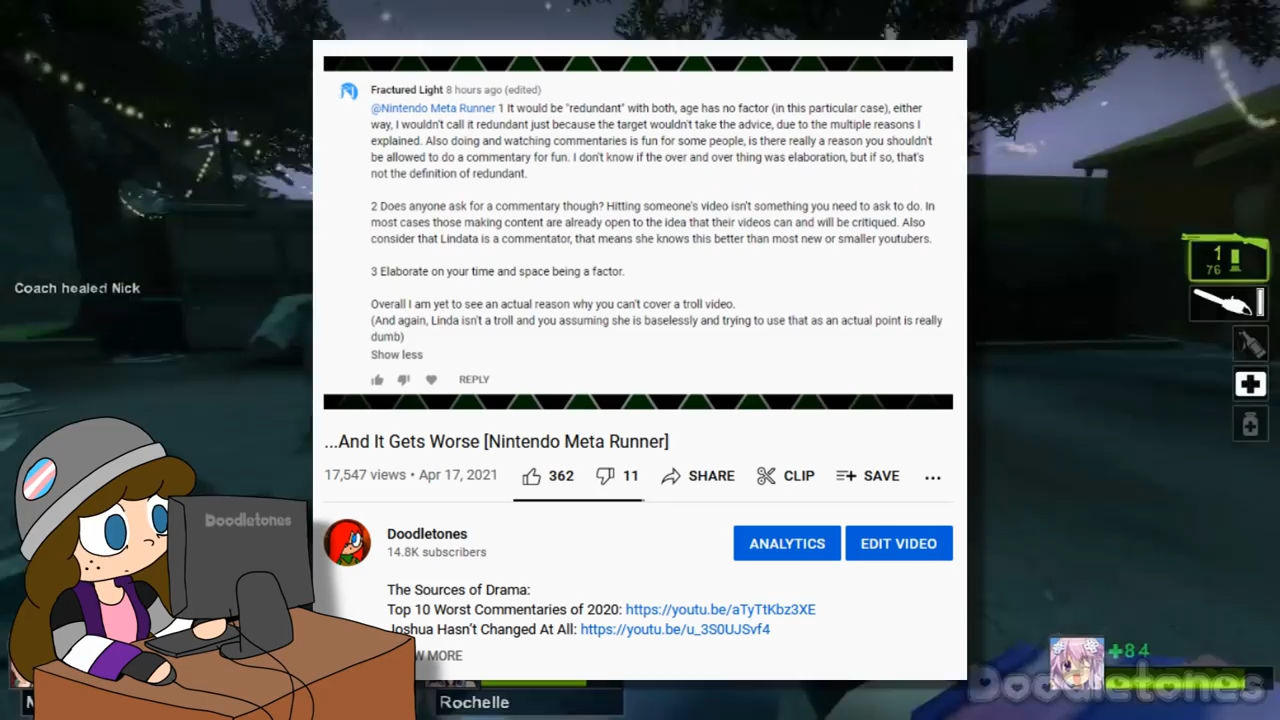 Fractured Light 8 hours ago (edited)
@Nintendo Meta Runner 1 It would be "redundant" with both, age has no factor (in this particular case), either
way, I wouldn't call it redundant just because the target wouldn't take the advice, due to the multiple reasons I
explained. Also doing and watching commentaries is fun for some people, is there really a reason you shouldn't
be allowed to do a commentary for fun. I don't know if the over and over thing was elaboration, but if so, that's
not the definition of redundant.
2 Does anyone ask for a commentary though? Hitting someone's video isn't something you need to ask to do. In
most cases those making content are already open to the idea that their videos can and will be critiqued. Also
consider that Lindata is a commentator, that means she knows this better than most new or smaller youtubers.
3 Elaborate on your time and space being a factor.
Overall I am yet to see an actual reason why you can't cover a troll video.
(And again, Linda isn't a troll and you assuming she is baselessly and trying to use that as an actual point is really
dumb)
Show less
REPLY
...And It Gets Worse [Nintendo Meta Runner]
17,547 views • Apr 17, 2021 362 11 SHARE CLIP SAVE ...
Doodletones
14.8K subscribers
ANALYTICS
EDIT VIDEO
The Sources of Drama:
Top 10 Worst Commentaries of 2020: https://youtu.be/aTyTtKbz3XE
Joshua Hasn't Changed At All: https://youtu.be/u_3S0UJSvf4
W MORE
Coach healed Nick
1
76
Doodletones
+84
Doodletones
N
Rochelle